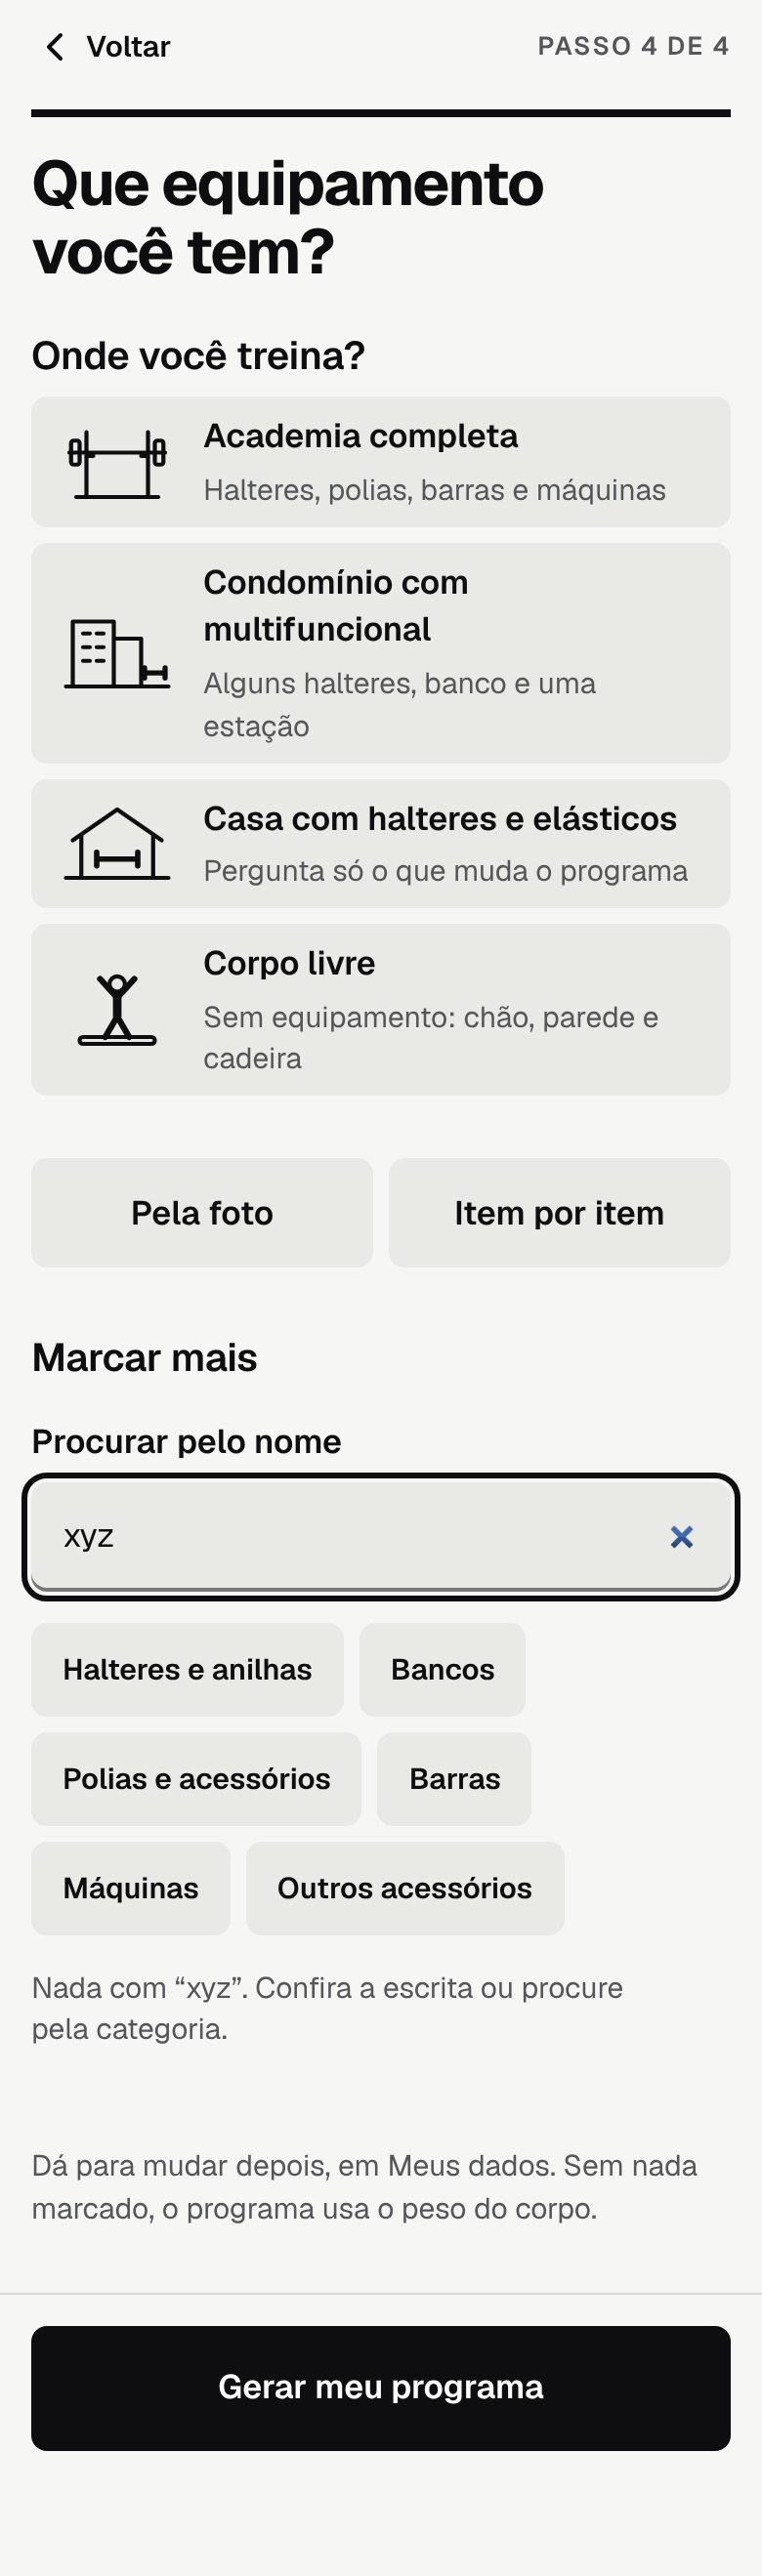 Voltar
PASSO 4 DE 4
Que equipamento
você tem?
Onde você treina?
Academia completa
Halteres, polias, barras e máquinas
Condomínio com
multifuncional
Alguns halteres, banco e uma
estação
Casa com halteres e elásticos
Pergunta só o que muda o programa
Corpo livre
Sem equipamento: chão, parede e
cadeira
Pela foto
Item por item
Marcar mais
Procurar pelo nome
xyz
Halteres e anilhas
Bancos
Polias e acessórios
Barras
Máquinas
Outros acessórios
Nada com “xyz”. Confira a escrita ou procure
pela categoria.
Dá para mudar depois, em Meus dados. Sem nada
marcado, o programa usa o peso do corpo.
Gerar meu programa